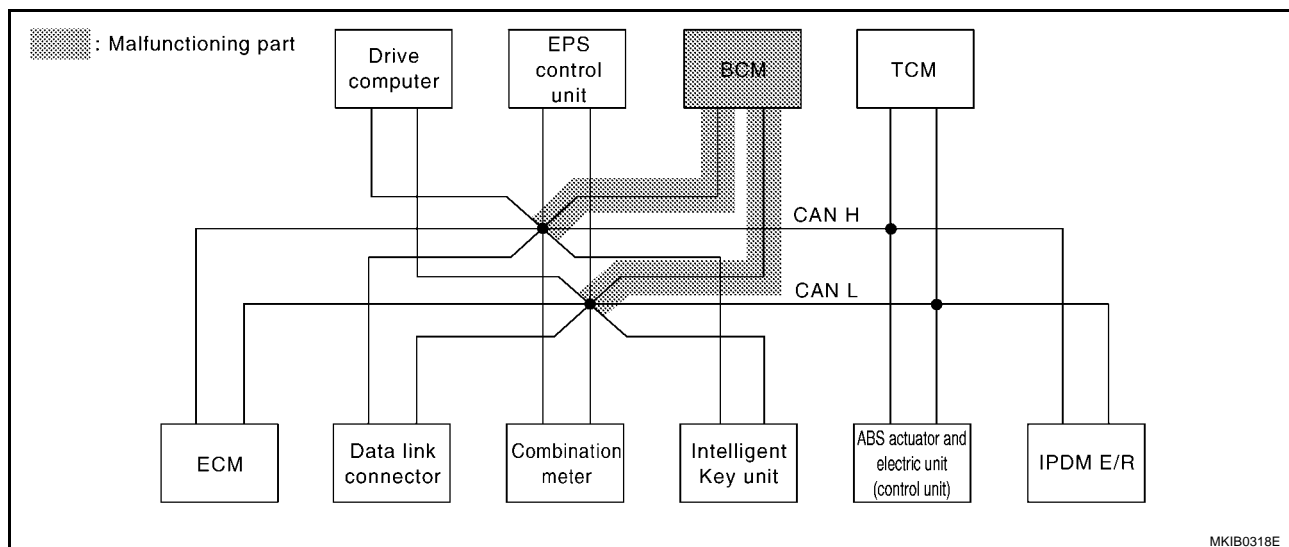 : Malfunctioning part
Drive
computer
EPS
control
unit
BCM
TCM
CAN H
CAN L
ECM
Data link
connector
Combination
meter
Intelligent
Key unit
ABS actuator and
electric unit
(control unit)
IPDM E/R
MKIB0318E